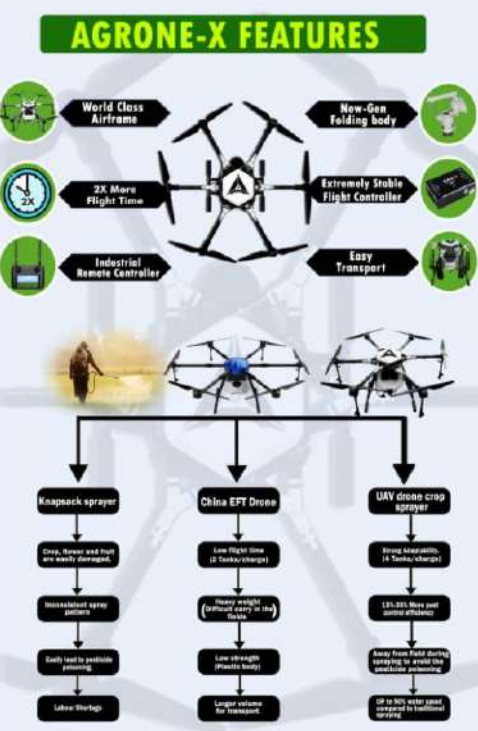 AGRONE-X FEATURES
World Class
Airframe
New-Gen
Folding body
2X
2X More
Flight Time
Extremely Stable
Flight Controller
Industrial
Remote Controller
Easy
Transport
Knapsack sprayer
China EFT Drone
UAV drone crop
sprayer
Crop, flower and fruit
are easily damaged.
Low flight time
(2 Tanks/charge)
Strong Adaptability.
(4 Tanks/charge)
Inconsistent spray
pattern
Heavy weight
(Difficult carry in the
fields)
15%-35% More pest
control efficiency
Easily lead to pesticide
poisoning.
Low strength
(Plastic body)
Away from field during
spraying to avoid the
pesticide poisoning
Labour Shortage
Larger volume
for transport.
UP to 90% water saved
compared to traditional
spraying